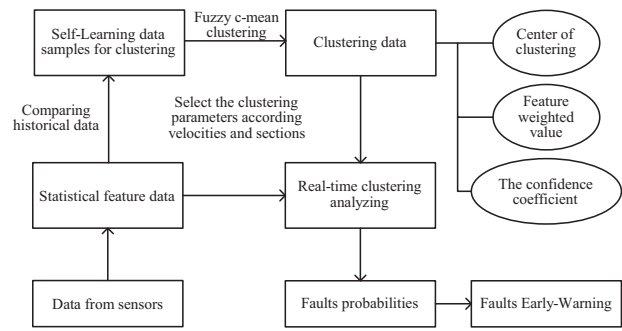 Self-Learning data
samples for clustering
Fuzzy c-mean
clustering
Clustering data
Center of
clustering
Feature
weighted
value
The confidence
coefficient
Comparing
historical data
Select the clustering
parameters according
velocities and sections
Statistical feature data
Real-time clustering
analyzing
Data from sensors
Faults probabilities
Faults Early-Warning